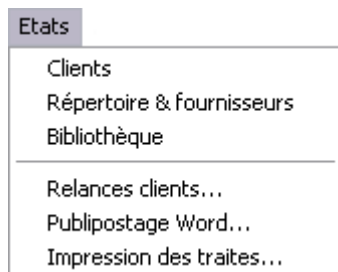 Etats
Clients
Répertoire & fournisseurs
Bibliothèque
Relances clients...
Publipostage Word...
Impression des traites...